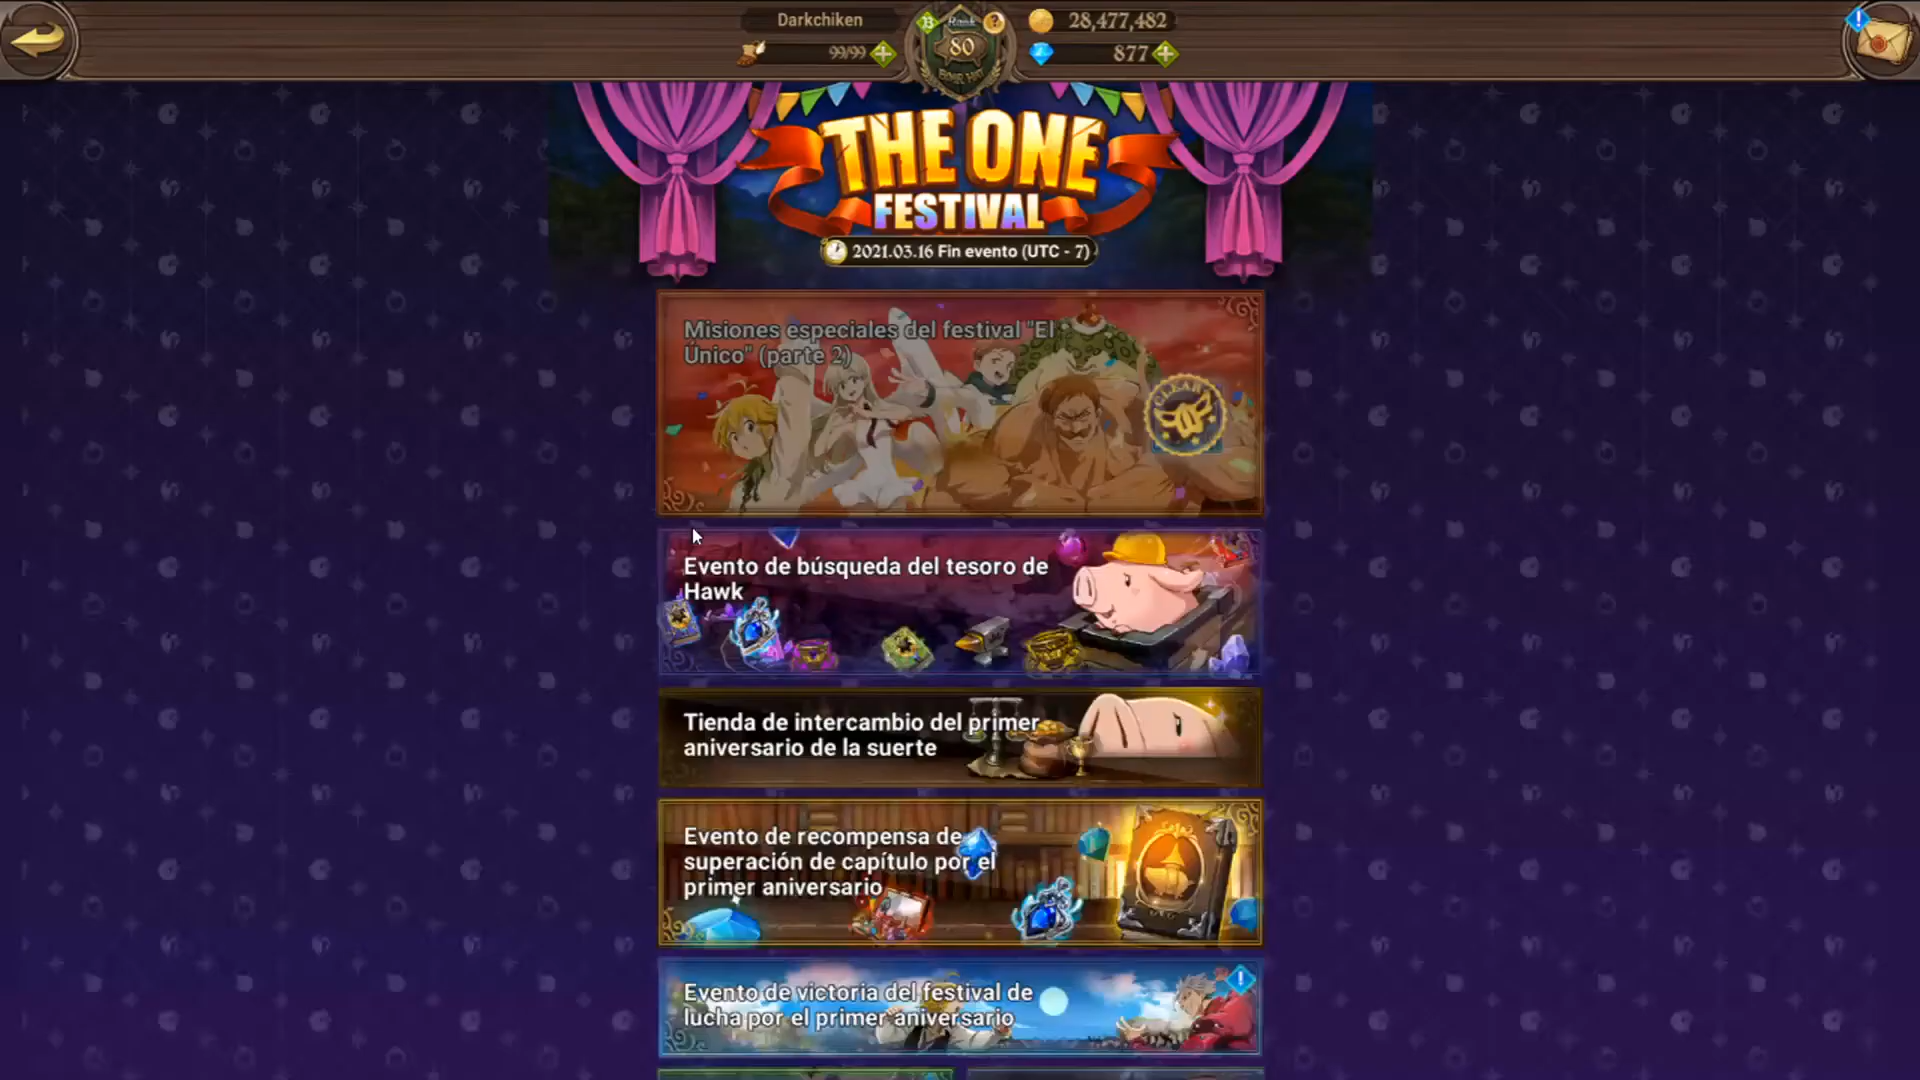 Darkchiken
99/99
Rank
80
28,477,482
877
THE ONE
FESTIVAL
2021.03.16 Fin evento (UTC - 7)
Misiones especiales del festival "El
Único" (parte 2)
CLEAR
Evento de búsqueda del tesoro de
Hawk
Tienda de intercambio del primer
aniversario de la suerte
Evento de recompensa de
superación de capítulo por el
primer aniversario
Evento de victoria del festival de
lucha por el primer aniversario